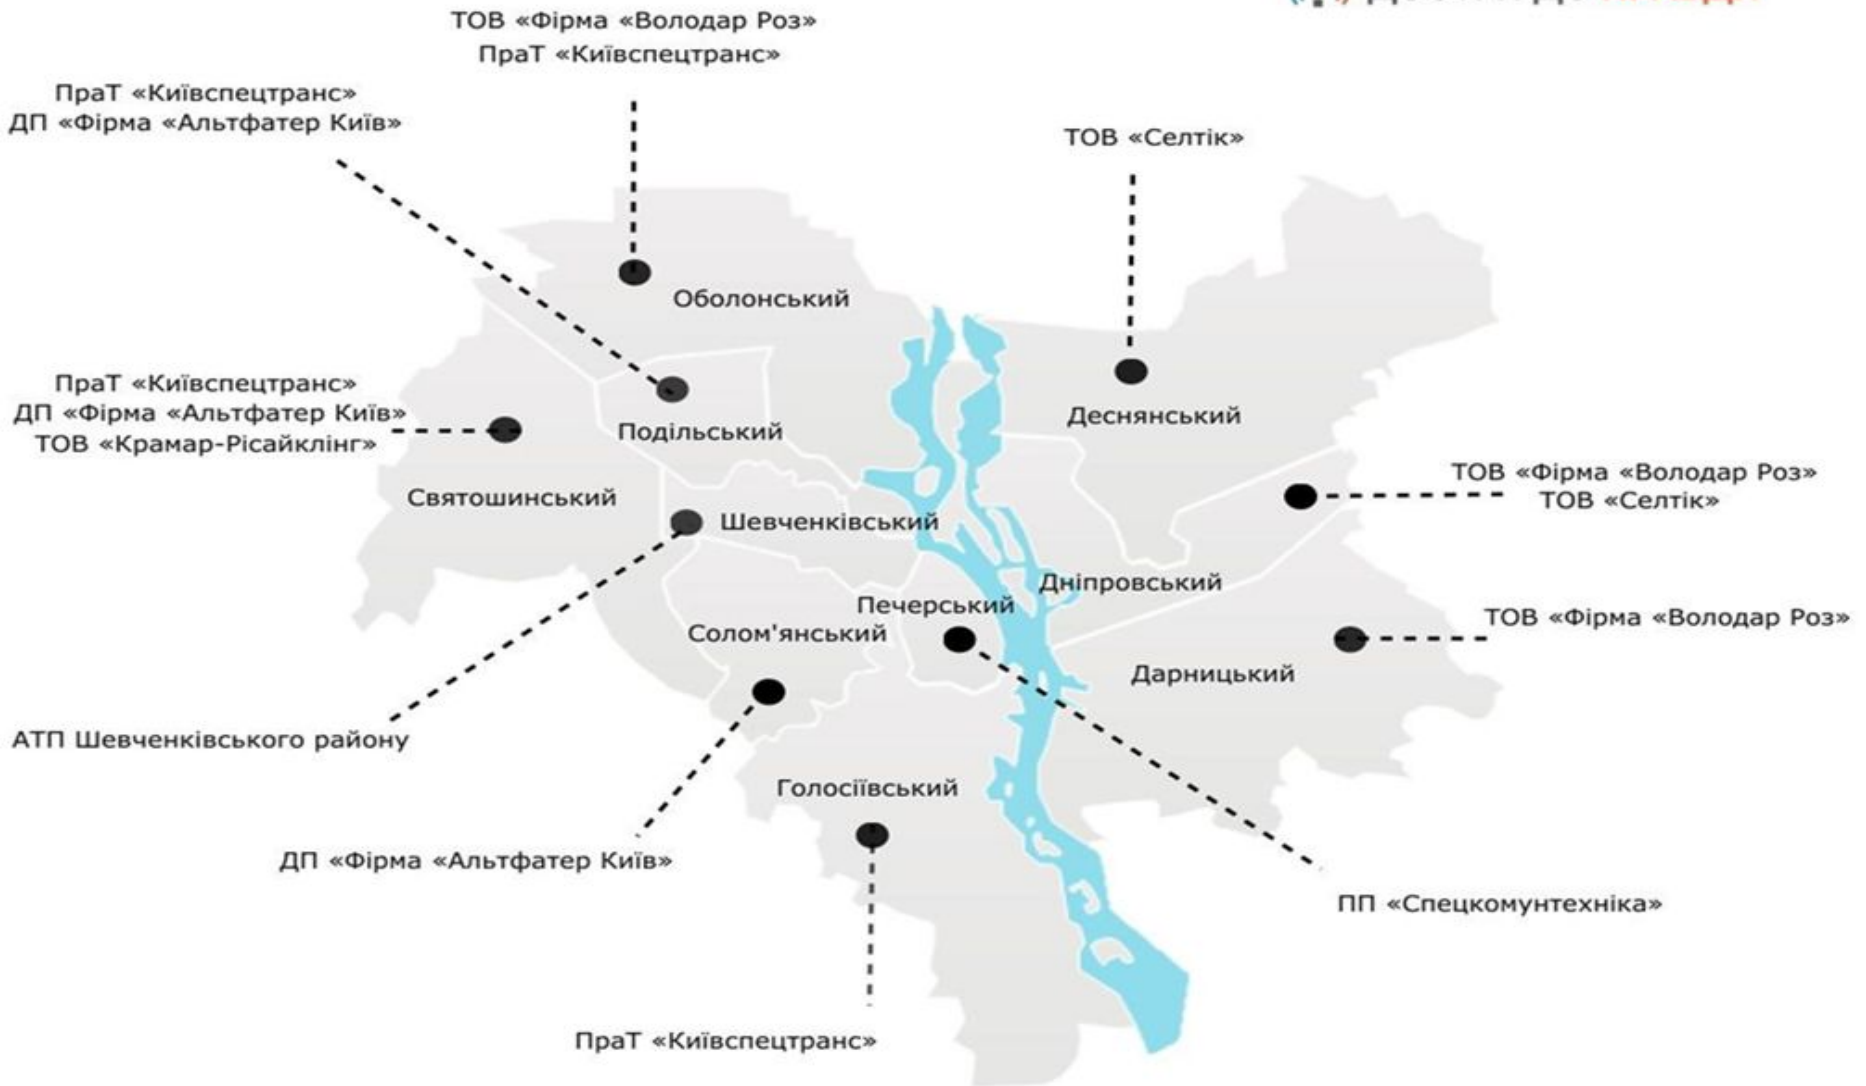 ТОВ «Фірма «Володар Роз»
ПраТ «Київспецтранс»
ПраТ «Київспецтранс»
ДП «Фірма «Альтфатер Київ»
ТОВ «Селтік»
Оболонський
ПраТ «Київспецтранс»
ДП «Фірма «Альтфатер Київ»
ТОВ «Крамар-Рісайклінг»
Подільський
Деснянський
Святошинський
ТОВ «Фірма «Володар Роз»
ТОВ «Селтік»
Шевченківський
Дніпровський
Печерський
Солом'янський
ТОВ «Фірма «Володар Роз»
Дарницький
АТП Шевченківського району
Голосіївський
ДП «Фірма «Альтфатер Київ»
ПП «Спецкомунтехніка»
ПраТ «Київспецтранс»